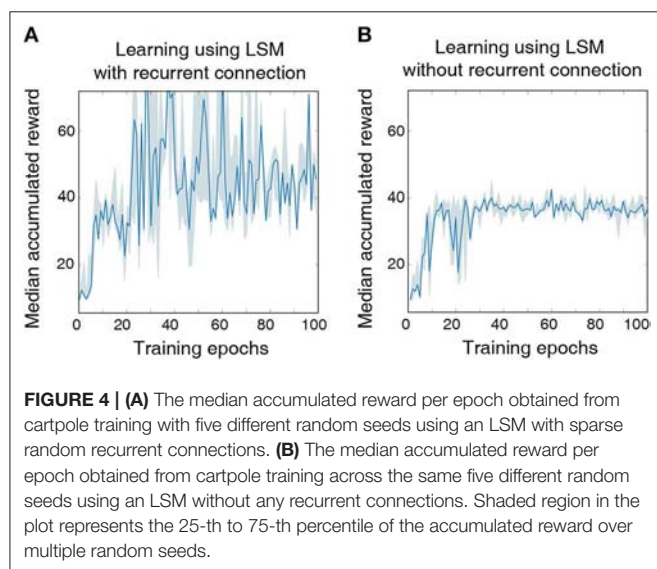 A
Learning using LSM
with recurrent connection
Median accumulated reward
60
40
20
0
20
40
60
80
100
Training epochs
B
Learning using LSM
without recurrent connection
Median accumulated reward
60
40
20
0
20
40
60
80
100
Training epochs
FIGURE 4 | (A) The median accumulated reward per epoch obtained from
cartpole training with five different random seeds using an LSM with sparse
random recurrent connections. (B) The median accumulated reward per
epoch obtained from cartpole training across the same five different random
seeds using an LSM without any recurrent connections. Shaded region in the
plot represents the 25-th to 75-th percentile of the accumulated reward over
multiple random seeds.